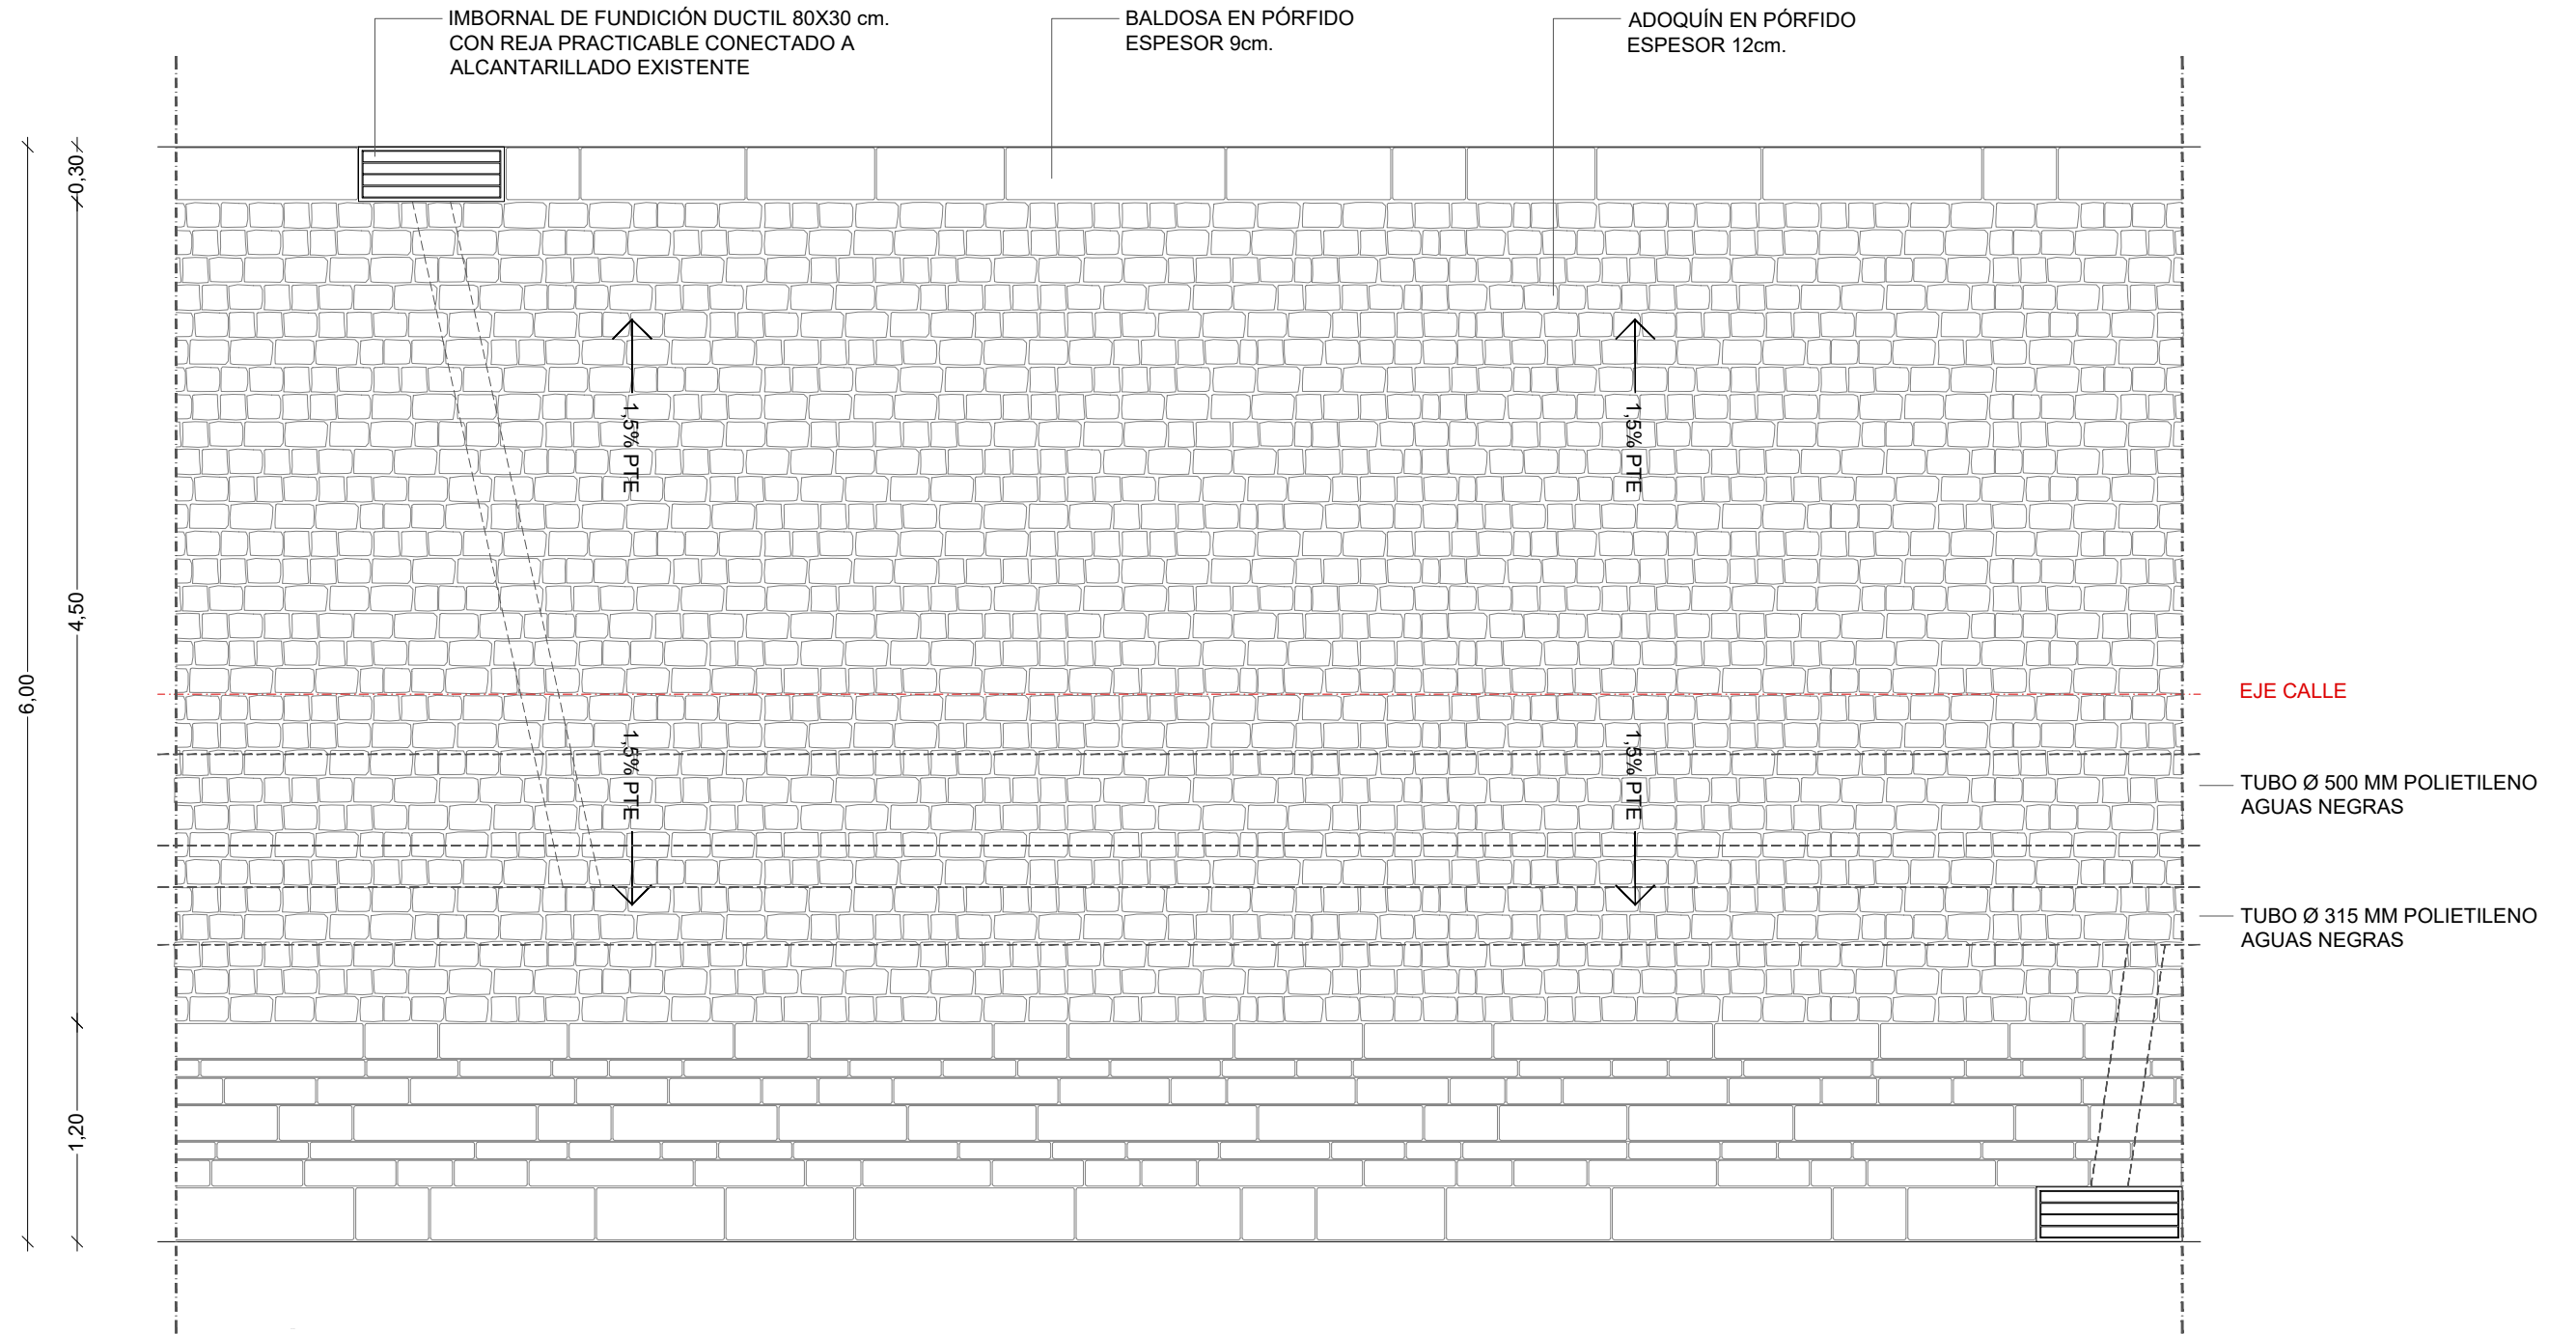 IMBORNAL DE FUNDICIÓN DUCTIL 80X30 cm.
CON REJA PRACTICABLE CONECTADO A
ALCANTARILLADO EXISTENTE
BALDOSA EN PÓRFIDO
ESPESOR 9cm.
ADOQUÍN EN PÓRFIDO
ESPESOR 12cm.
0,30
4,50
6,00
1,20
1,5% PTE
1,5% PTE
1,5% PTE
1,5% PTE
EJE CALLE
TUBO Ø 500 MM POLIETILENO
AGUAS NEGRAS
TUBO Ø 315 MM POLIETILENO
AGUAS NEGRAS